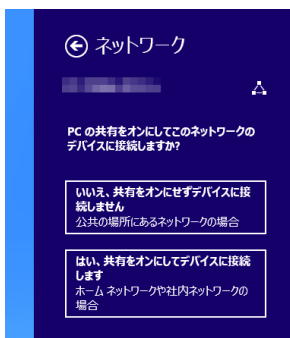 ネットワーク
PC の共有をオンにしてこのネットワークの
デバイスに接続しますか?
いいえ、共有をオンにせずデバイスに接
続しません
公共の場所にあるネットワークの場合
はい、共有をオンにしてデバイスに接続
します
ホーム ネットワークや社内ネットワークの
場合